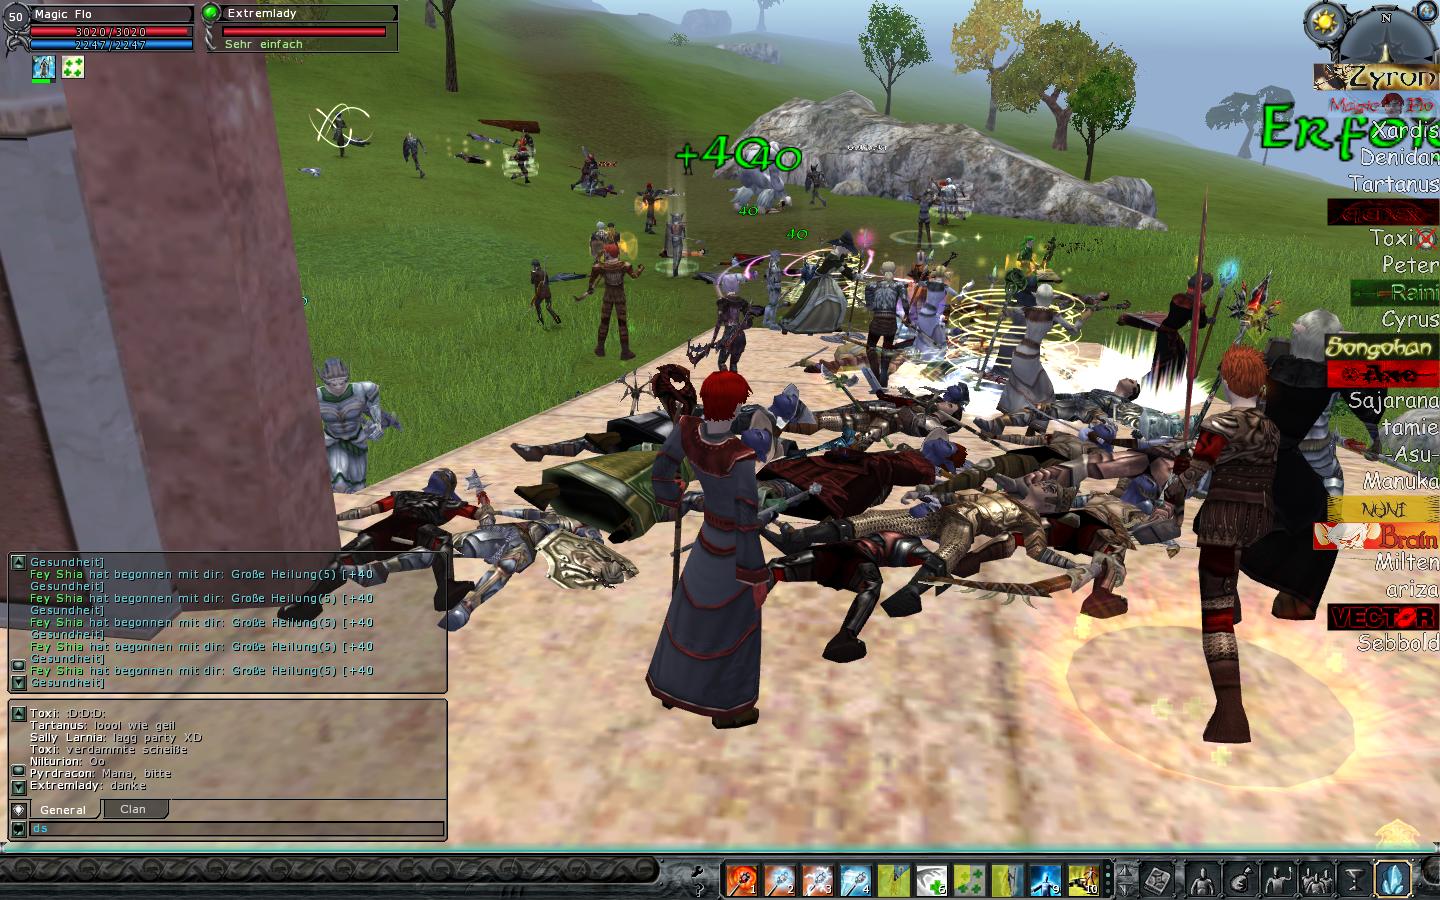 50 Magic Flo
3020/3020
2247/2247
Extremlady
Sehr einfach
N
Zyron
Magic Flo
Xardis
Denidan
Tartanus
Toxi
Peter
Raini
Cyrus
Songohan
Sajarana
tamie
-Asu-
Manuka
NONI
Brain
Milten
ariza
VECTOR
Sebbold
+40
40
40
40
Gesundheit]
Fey Shia hat begonnen mit dir: Große Heilung(5) [+40
Gesundheit]
Fey Shia hat begonnen mit dir: Große Heilung(5) [+40
Gesundheit]
Fey Shia hat begonnen mit dir: Große Heilung(5) [+40
Gesundheit]
Fey Shia hat begonnen mit dir: Große Heilung(5) [+40
Gesundheit]
Fey Shia hat begonnen mit dir: Große Heilung(5) [+40
Gesundheit]
Toxi: :D:D:D:
Tartanus: loool wie geil
Sally Larnia: lagg party XD
Toxi: verdammte scheiße
Nilturion: Oo
Pyrdracon: Mana, bitte
Extremlady: danke
General Clan
ds
1 2 3 4 6 9 10